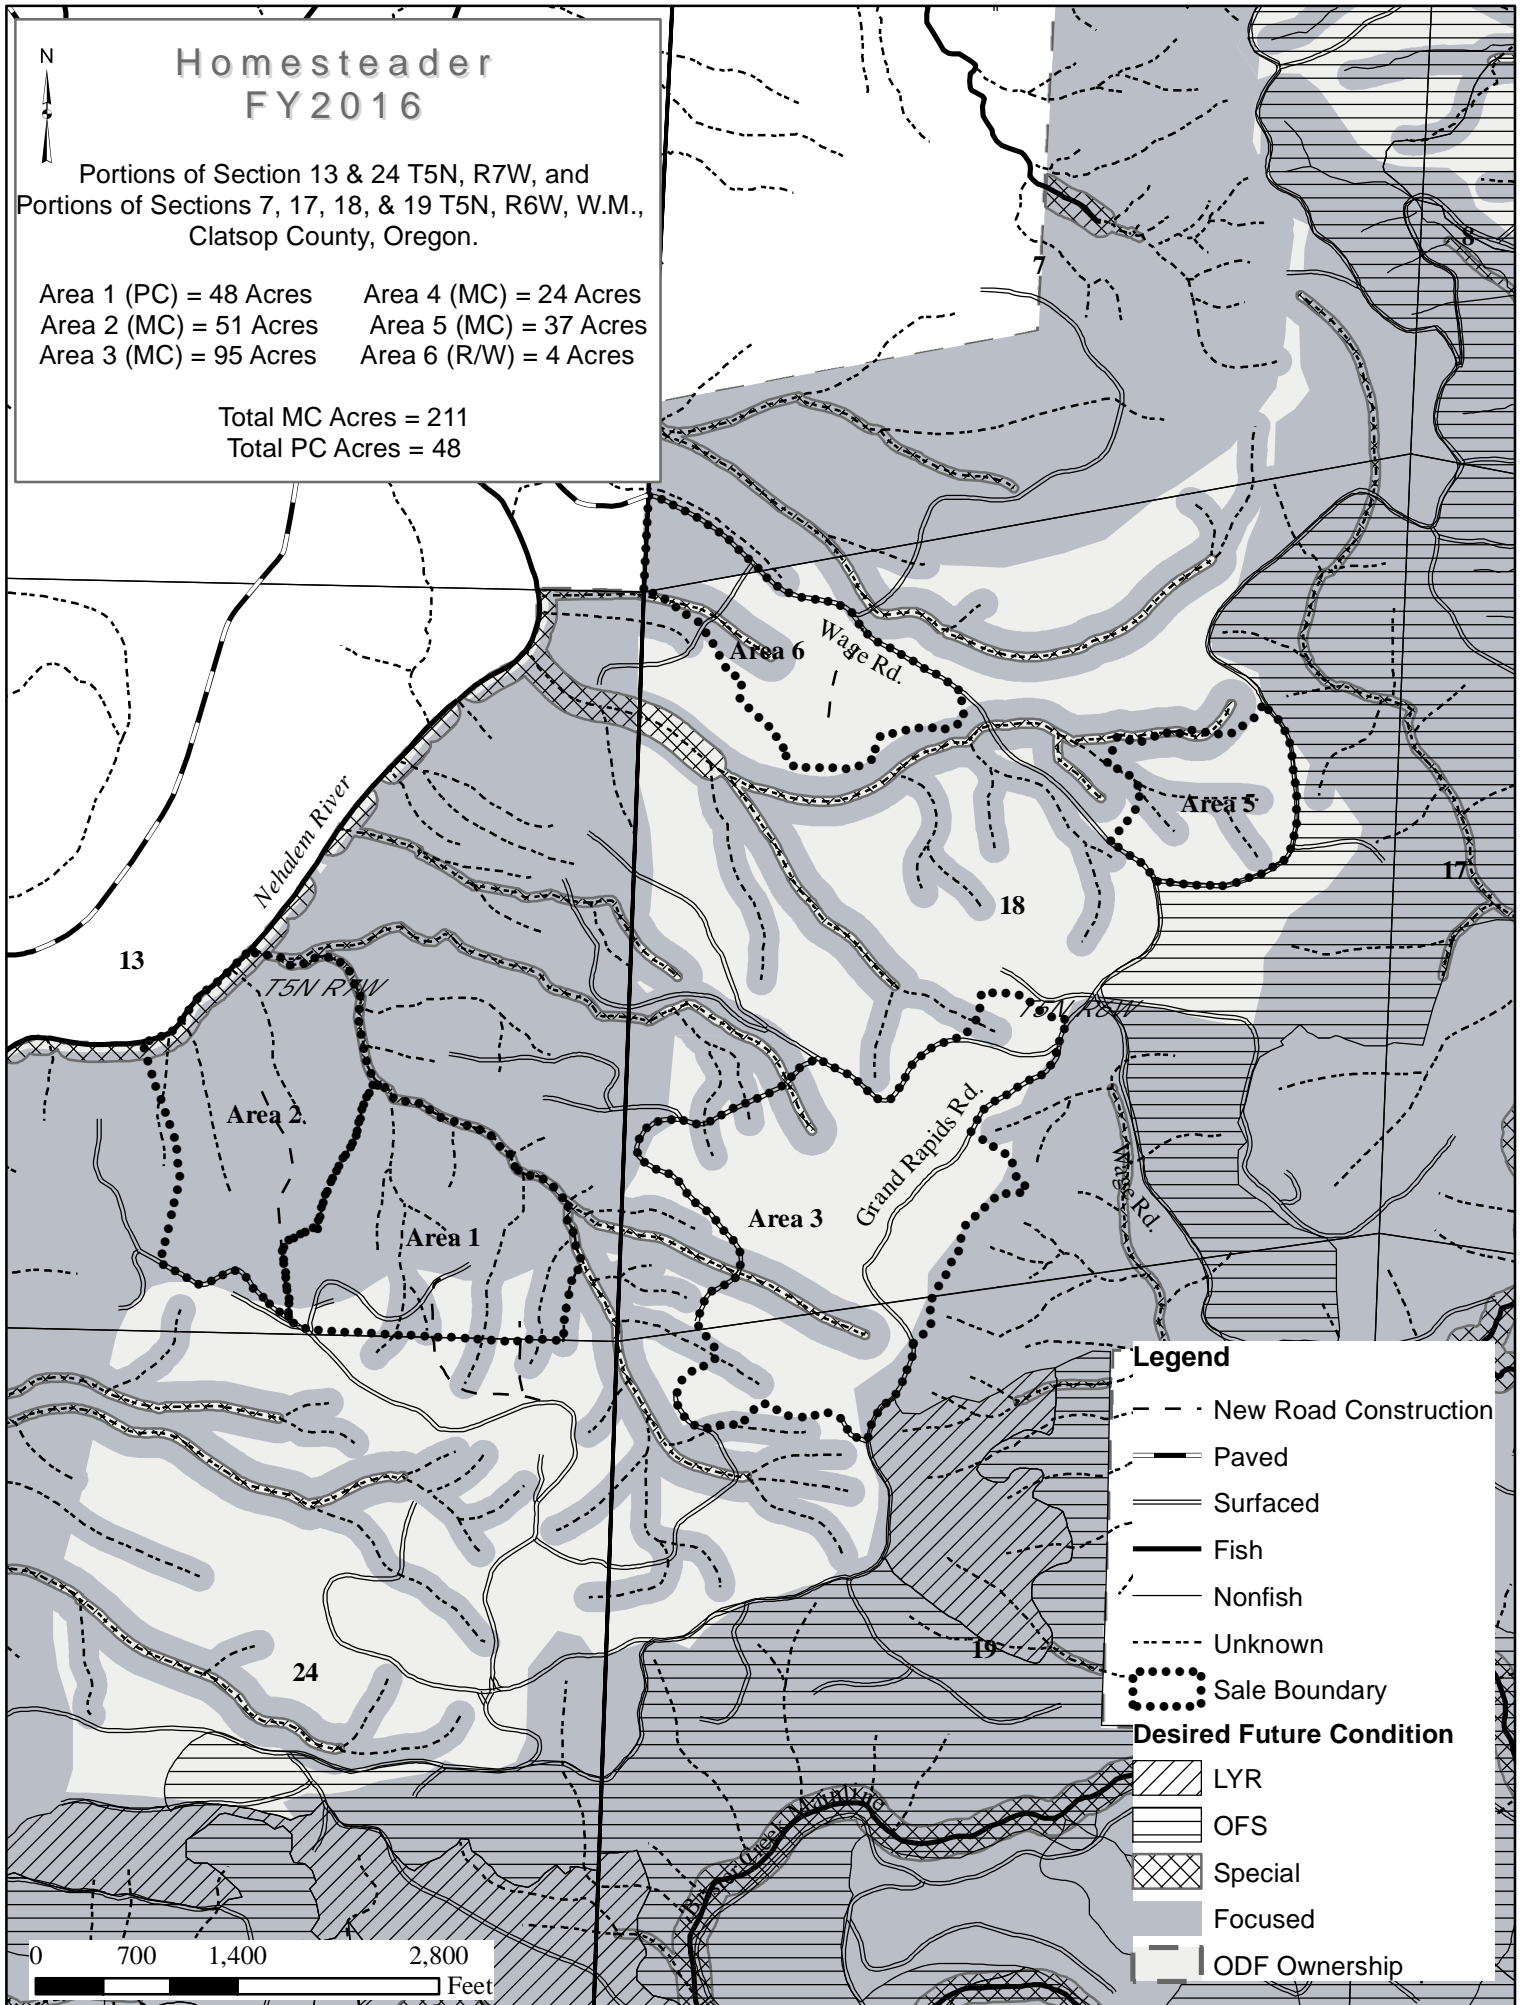 N
Homesteader
FY2016
Portions of Section 13 & 24 T5N, R7W, and
Portions of Sections 7, 17, 18, & 19 T5N, R6W, W.M.,
Clatsop County, Oregon.
Area 1 (PC) = 48 Acres Area 4 (MC) = 24 Acres
Area 2 (MC) = 51 Acres Area 5 (MC) = 37 Acres
Area 3 (MC) = 95 Acres Area 6 (R/W) = 4 Acres
Total MC Acres = 211
Total PC Acres = 48
8
7
Area 6
Wage Rd.
Area 5
Nehalem River
17
18
13
T5N R7W
T5N R6W
Area 2
Grand Rapids Rd.
Wage Rd.
Area 1
Area 3
19
24
Buster Creek Mainline
Legend
New Road Construction
Paved
Surfaced
Fish
Nonfish
Unknown
Sale Boundary
Desired Future Condition
LYR
OFS
Special
Focused
ODF Ownership
0 700 1,400 2,800
Feet